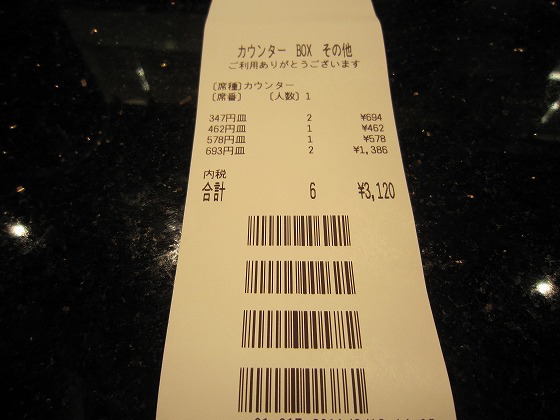 カウンター BOX その他
ご利用ありがとうございます
[席種]カウンター
[席番] [人数]1
347円皿 2 ¥694
462円皿 1 ¥462
578円皿 1 ¥578
693円皿 2 ¥1,386
内税
合計 6 ¥3,120